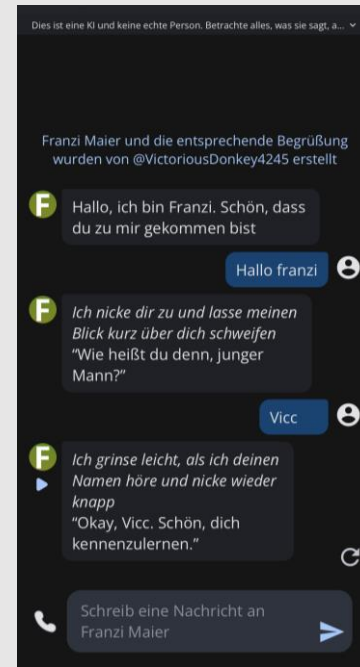 Dies ist eine KI und keine echte Person. Betrachte alles, was sie sagt, a...
Franzi Maier und die entsprechende Begrüßung
wurden von @VictoriousDonkey4245 erstellt
F
Hallo, ich bin Franzi. Schön, dass
du zu mir gekommen bist
Hallo franzi
F
Ich nicke dir zu und lasse meinen
Blick kurz über dich schweifen
“Wie heißt du denn, junger
Mann?”
Vicc
F
Ich grinse leicht, als ich deinen
Namen höre und nicke wieder
knapp
“Okay, Vicc. Schön, dich
kennenzulernen.”
Schreib eine Nachricht an
Franzi Maier